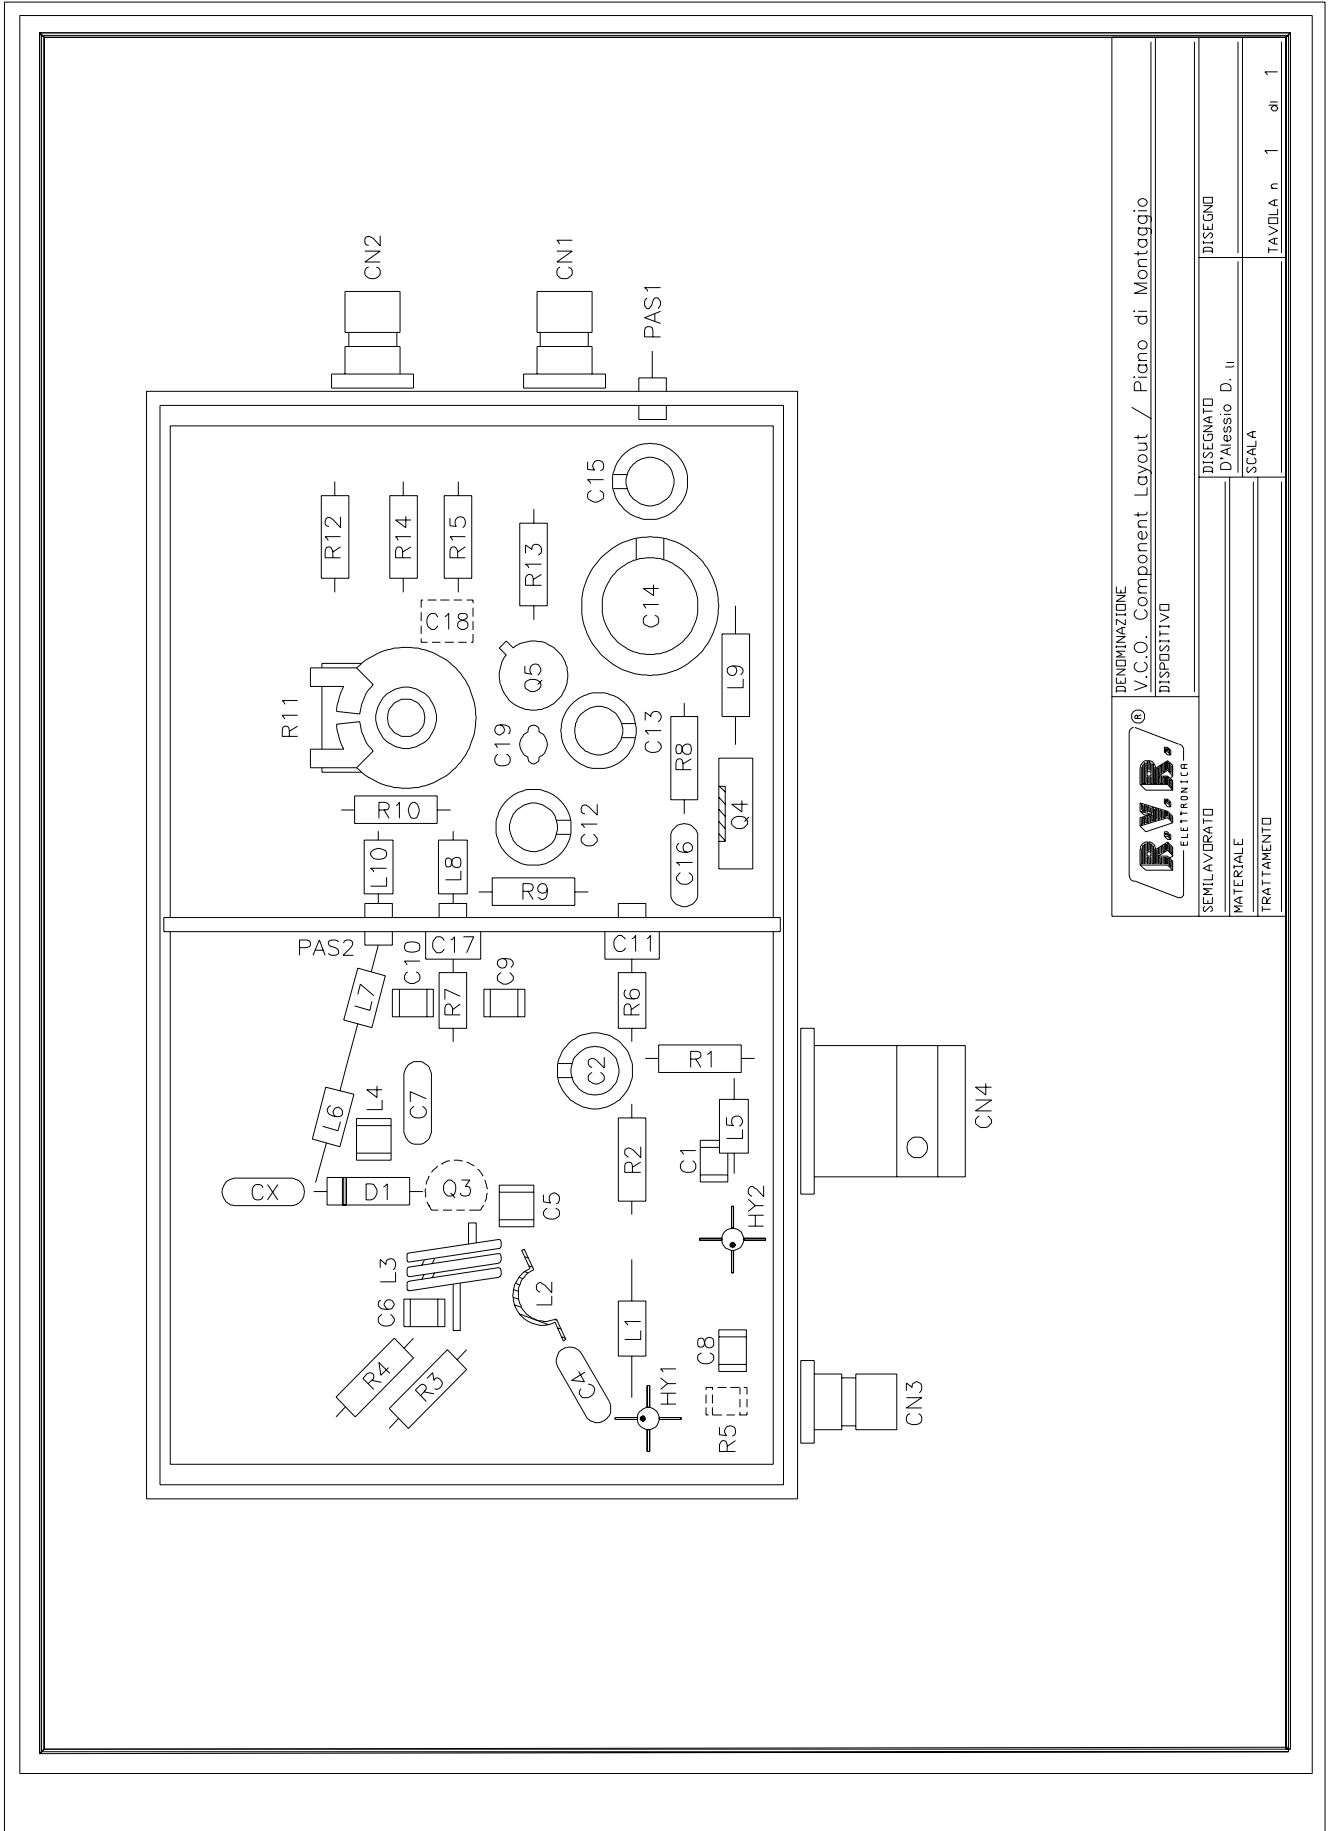 CN2
CN1
PAS1
R12
R14
R15
C18
R13
C15
C14
R11
Q5
C19
C13
L9
R8
Q4
R10
C12
C16
L10
L8
R9
PAS2
C17
C11
C10
C9
L7
R7
R6
C2
R1
L6
L4
C7
L5
R2
C1
CX
D1
Q3
C5
HY2
L3
L2
C6
L1
C8
R4
R3
C4
HY1
R5
CN4
CN3
R.V.R. ®
ELETTRONICA
DENOMINAZIONE
V.C.O. Component Layout / Piano di Montaggio
DISPOSITIVO
SEMILAVORATO
MATERIALE
TRATTAMENTO
DISEGNATO
D'Alessio D.
SCALA
DISEGNO
TAVOLA n 1 di 1